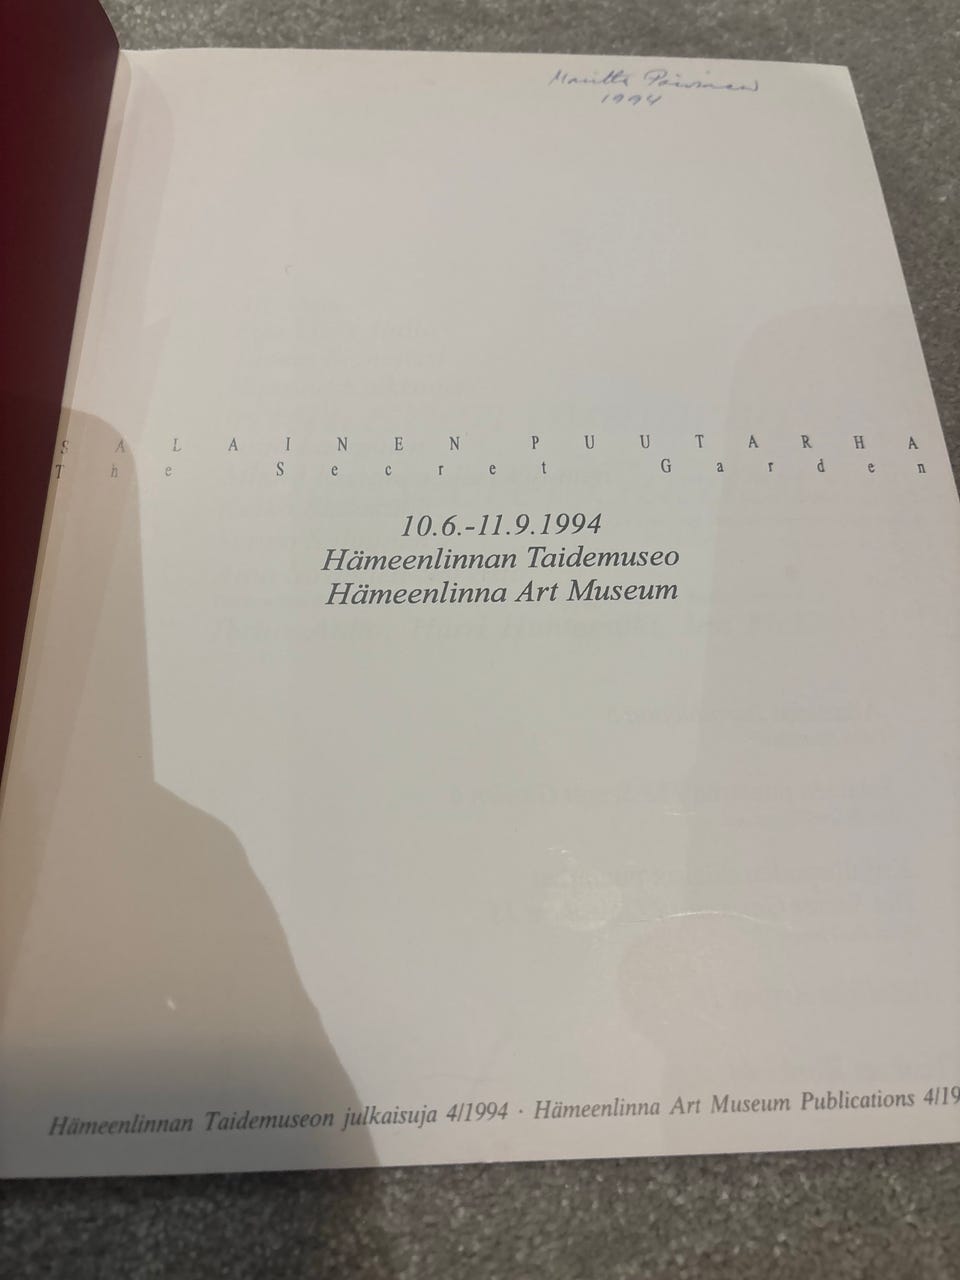 1994
SALAINEN PUUTARHA
The Secret Garden
10.6.-11.9.1994
Hämeenlinnan Taidemuseo
Hämeenlinna Art Museum
Hämeenlinnan Taidemuseon julkaisuja 4/1994 · Hämeenlinna Art Museum Publications 4/19